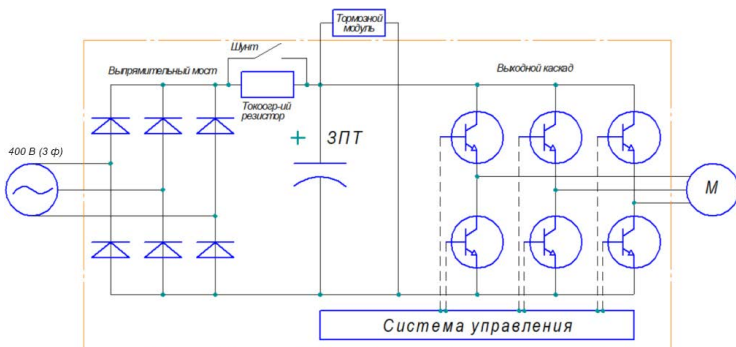 Тормозной
модуль
Шунт
Выпрямительный мост
Выходной каскад
Токоогр-ий
резистор
+ ЗПТ
400 В (3 ф)
М
Система управления